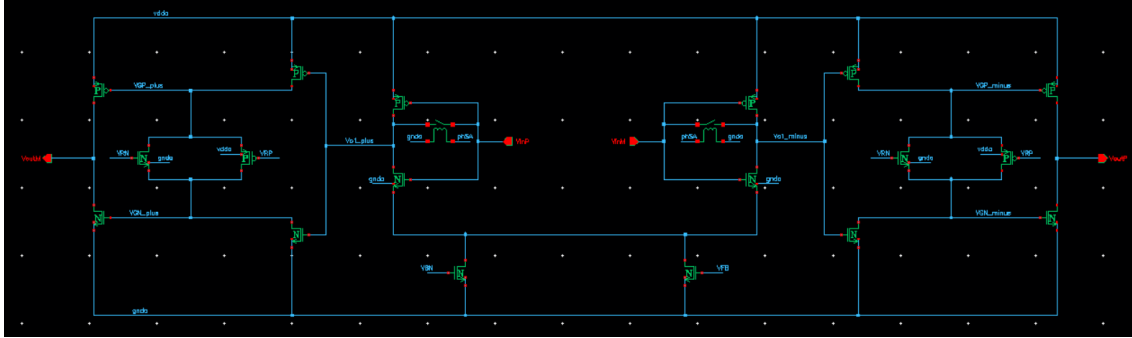 vdda
P P P P P P
VGP_plus VGP_minus
gnda phSA phSA gnda
Vo1_plus VinP VinM Vo1_minus
VRN N gnda vdda P VRP VRN N gnda vdda P VRP
VoutM VoutP
gnda N N gnda
VGN_plus VGN_minus
N N N N
VBN N N VFB
gnda